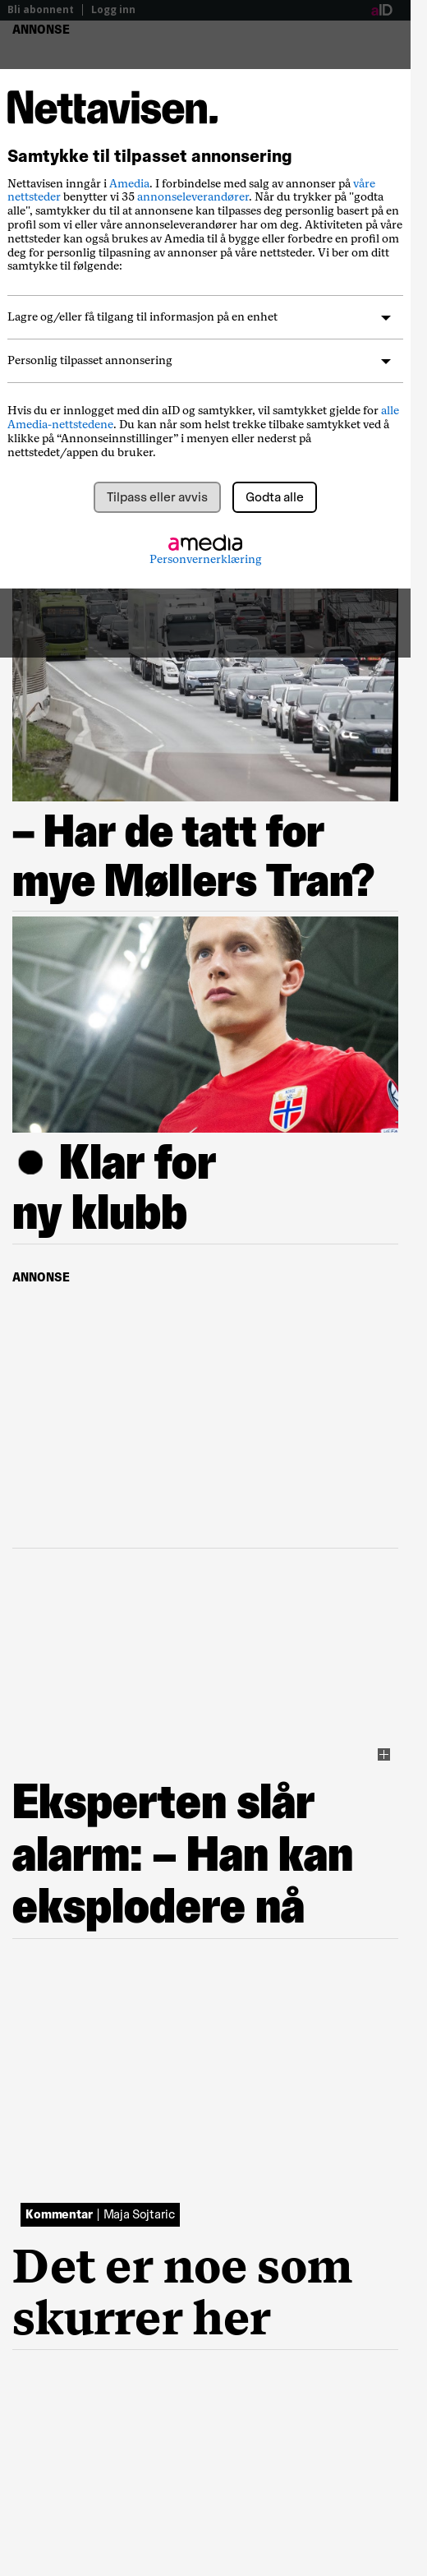 Bli abonnent | Logg inn
aID
ANNONSE
Nettavisen.
Samtykke til tilpasset annonsering
Nettavisen inngår i Amedia. I forbindelse med salg av annonser på våre
nettsteder benytter vi 35 annonseleverandører. Når du trykker på "godta
alle", samtykker du til at annonsene kan tilpasses deg personlig basert på en
profil som vi eller våre annonseleverandører har om deg. Aktiviteten på våre
nettsteder kan også brukes av Amedia til å bygge eller forbedre en profil om
deg for personlig tilpasning av annonser på våre nettsteder. Vi ber om ditt
samtykke til følgende:
Lagre og/eller få tilgang til informasjon på en enhet
Personlig tilpasset annonsering
Hvis du er innlogget med din aID og samtykker, vil samtykket gjelde for alle
Amedia-nettstedene. Du kan når som helst trekke tilbake samtykket ved å
klikke på “Annonseinnstillinger” i menyen eller nederst på
nettstedet/appen du bruker.
Tilpass eller avvis
Godta alle
amedia
Personvernerklæring
– Har de tatt for
mye Møllers Tran?
Klar for
ny klubb
ANNONSE
Eksperten slår
alarm: – Han kan
eksplodere nå
Kommentar | Maja Sojtaric
Det er noe som
skurrer her